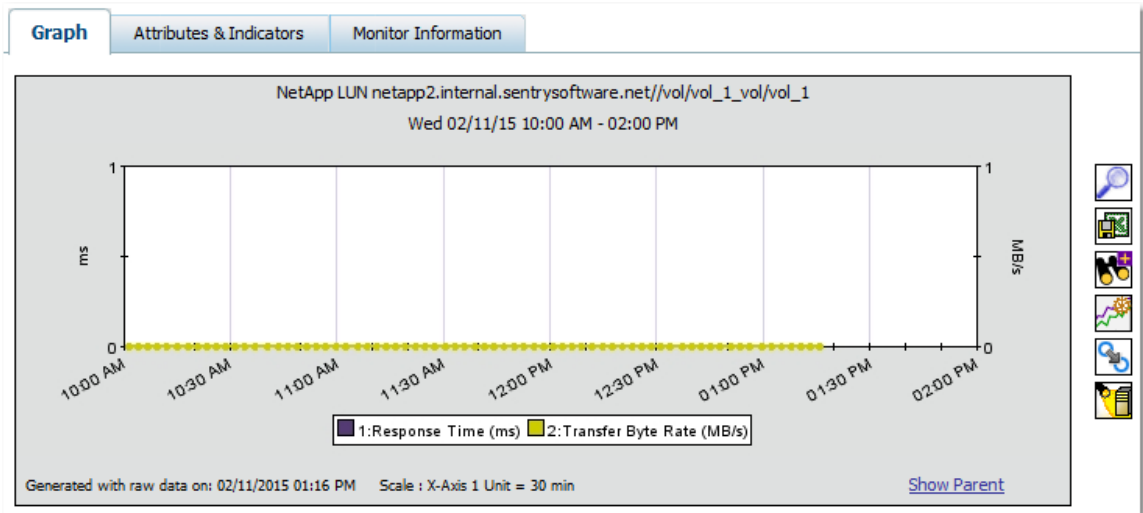 Graph
Attributes & Indicators
Monitor Information
NetApp LUN netapp2.internal.sentrysoftware.net//vol/vol_1_vol/vol_1
Wed 02/11/15 10:00 AM - 02:00 PM
1
1
ms
MB/s
0
0
10:00 AM
10:30 AM
11:00 AM
11:30 AM
12:00 PM
12:30 PM
01:00 PM
01:30 PM
02:00 PM
1:Response Time (ms)
2:Transfer Byte Rate (MB/s)
Generated with raw data on: 02/11/2015 01:16 PM
Scale : X-Axis 1 Unit = 30 min
Show Parent